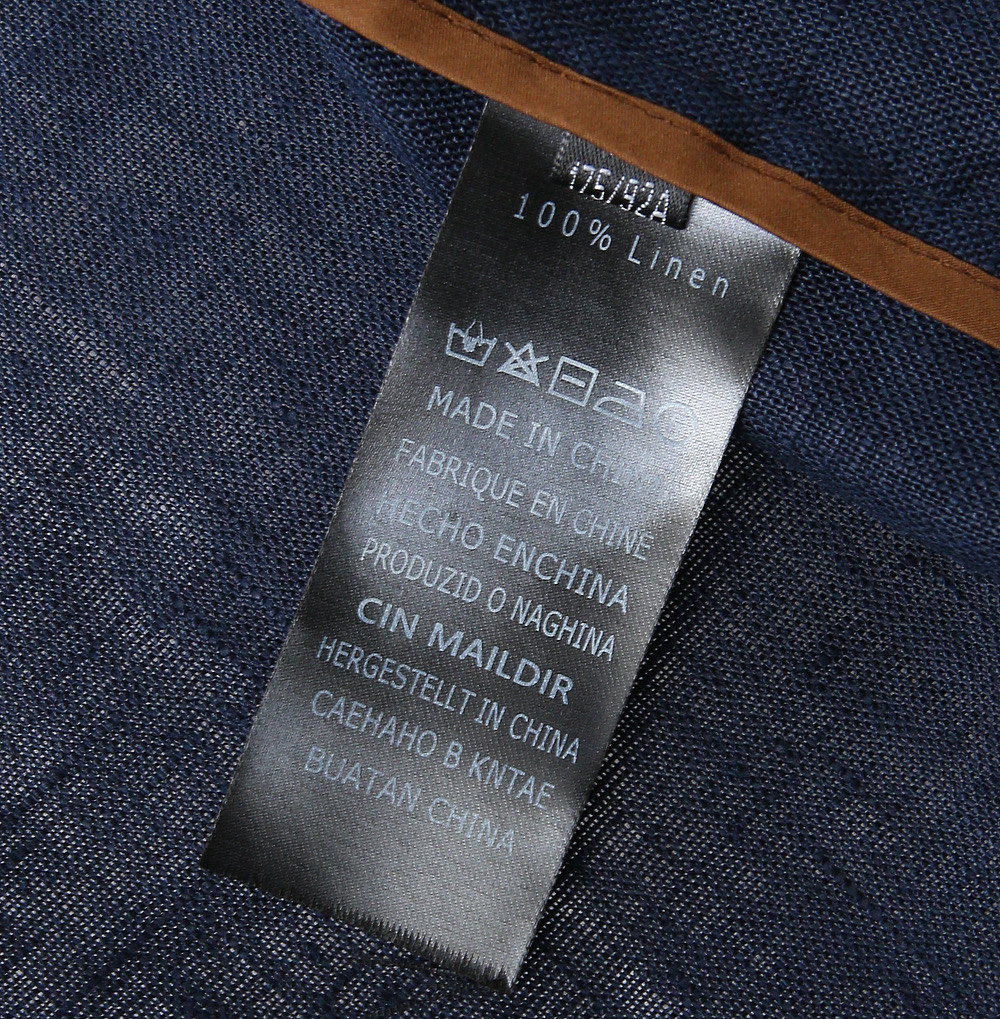 175/92A
100% Linen
MADE IN CHINA
FABRIQUE EN CHINE
HECHO ENCHINA
PRODUZID O NAGHINA
CIN MAILDIR
HERGESTELLT IN CHINA
CAEHAHO B KNTAE
BUATAN CHINA